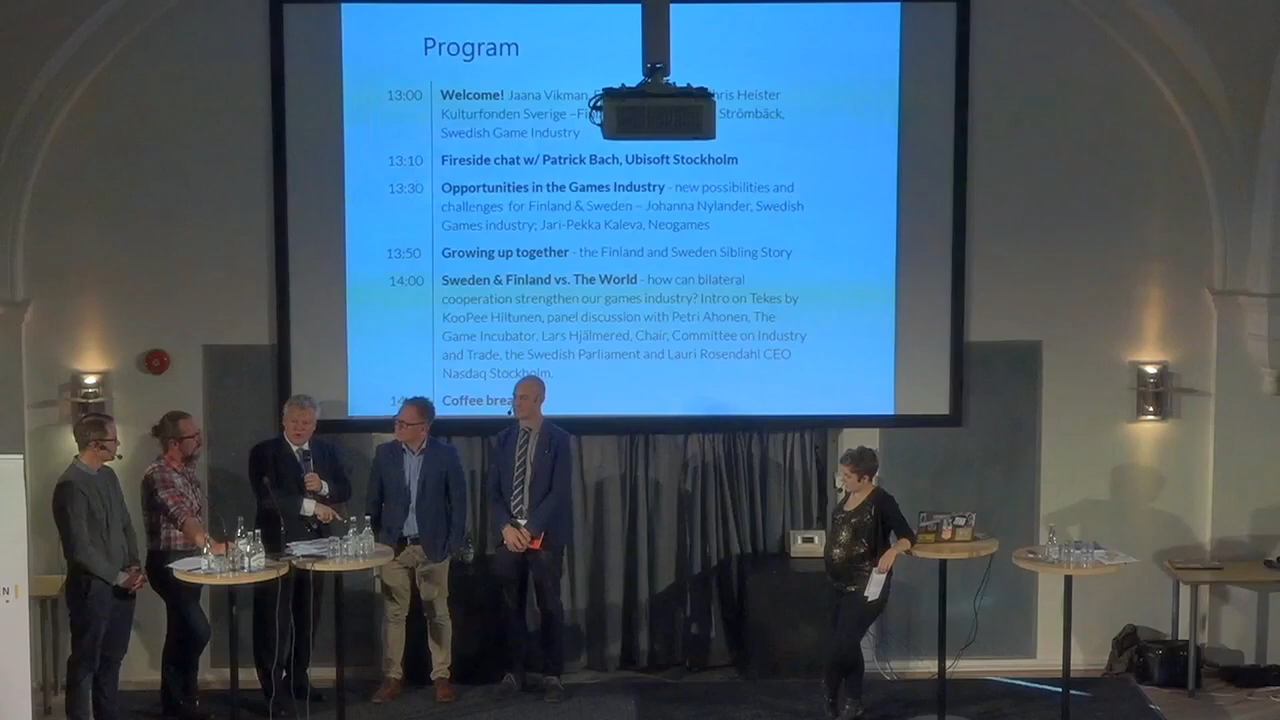 Program
13:00 Welcome! Jaana Vikman, hris Heister
Kulturfonden Sverige –Fin Strömbäck,
Swedish Game Industry
13:10 Fireside chat w/ Patrick Bach, Ubisoft Stockholm
13:30 Opportunities in the Games Industry - new possibilities and
challenges for Finland & Sweden – Johanna Nylander, Swedish
Games industry; Jari-Pekka Kaleva, Neogames
13:50 Growing up together - the Finland and Sweden Sibling Story
14:00 Sweden & Finland vs. The World - how can bilateral
cooperation strengthen our games industry? Intro on Tekes by
KooPee Hiltunen, panel discussion with Petri Ahonen, The
Game Incubator, Lars Hjälmered, Chair, Committee on Industry
and Trade, the Swedish Parliament and Lauri Rosendahl CEO
Nasdaq Stockholm.
14 Coffee brea
N